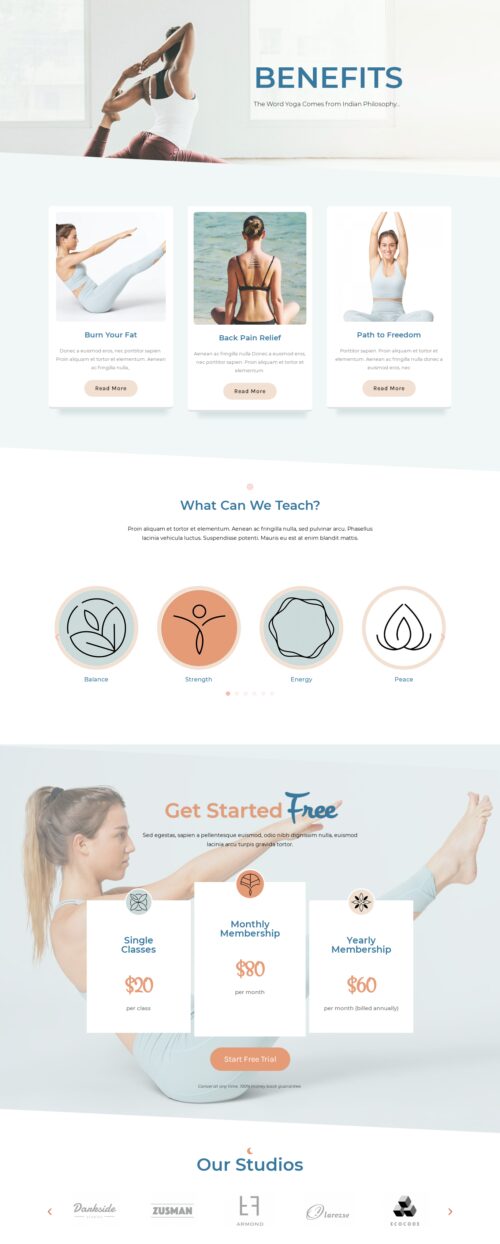 BENEFITS
The Word Yoga Comes from Indian Philosophy..
Burn Your Fat
Donec a euismod eros, nec porttitor sapien.
Proin aliquam et tortor et elementum. Aenean
ac fringilla nulla,
Read More
Back Pain Relief
Aenean ac fringilla nulla Donec a euismod eros,
nec porttitor sapien. Proin aliquam et tortor et
elementum
Read More
Path to Freedom
Porttitor sapien. Proin aliquam et tortor et
elementum. Aenean ac fringilla nulla donec a
euismod eros, nec
Read More
What Can We Teach?
Proin aliquam et tortor et elementum. Aenean ac fringilla nulla, sed pulvinar arcu. Phasellus
lacinia vehicula luctus. Suspendisse potenti. Mauris eu est at enim blandit mattis.
Balance
Strength
Energy
Peace
Get Started Free
Sed egestas, sapien a pellentesque euismod, odio nibh dignissim nulla, euismod
lacinia arcu turpis gravida tortor.
Single
Classes
$20
per class
Monthly
Membership
$80
per month
Yearly
Membership
$60
per month (billed annually)
Start Free Trial
Cancel at any time. 100% money back guarantee
Our Studios
Dankside
ZUSMAN
ARMOND
Clarezse
ECOCODE